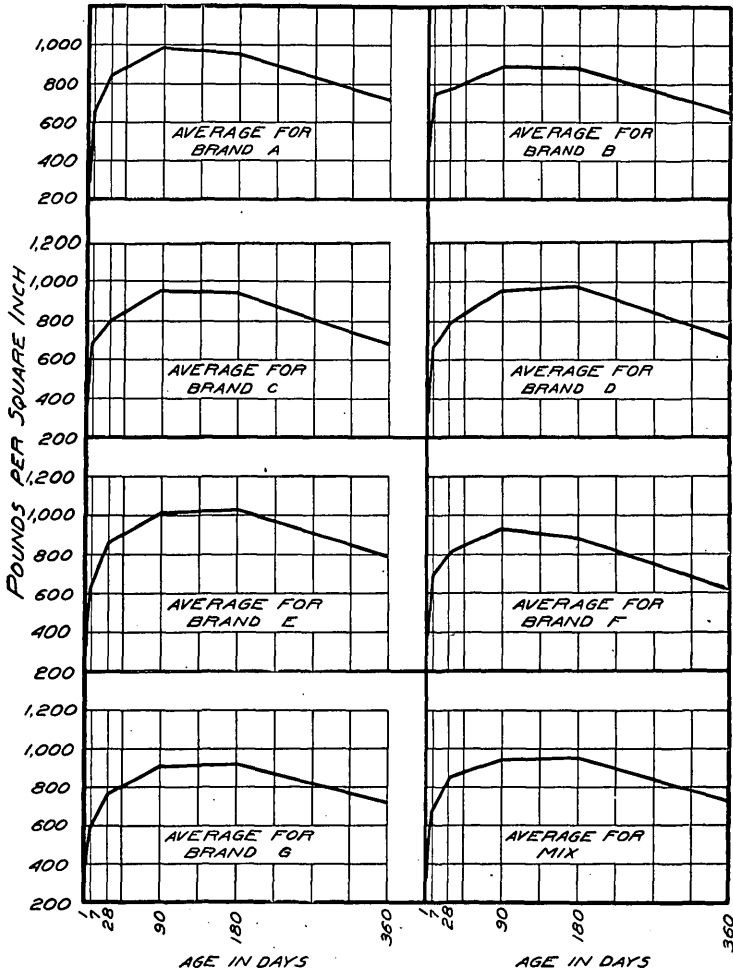 POUNDS PER SQUARE INCH
1,000
800
600
400
200
AVERAGE FOR
BRAND A
AVERAGE FOR
BRAND B
1,200
1,000
800
600
400
200
AVERAGE FOR
BRAND C
AVERAGE FOR
BRAND D
1,200
1,000
800
600
400
200
AVERAGE FOR
BRAND E
AVERAGE FOR
BRAND F
1,200
1,000
800
600
400
200
AVERAGE FOR
BRAND G
AVERAGE FOR
MIX
1 7 28 90 180 360
1 7 28 90 180 360
AGE IN DAYS
AGE IN DAYS